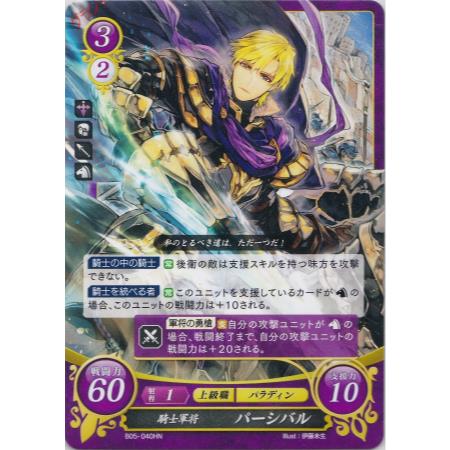 3
2
私のとるべき道は、ただ一つだ！
騎士の中の騎士 常 後衛の敵は支援スキルを持つ味方を攻撃
できない。
騎士を統べる者 常 このユニットを支援しているカードが
の場合、このユニットの戦闘力は+10される。
軍将の勇槍 支 自分の攻撃ユニットが
の場合、戦闘終了まで、自分の攻撃ユニットの
戦闘力は+20される。
戦闘力
60
射程 1
上級職 パラディン
支援力
10
騎士軍将 パーシバル
B05-040HN
Illust：伊藤未生